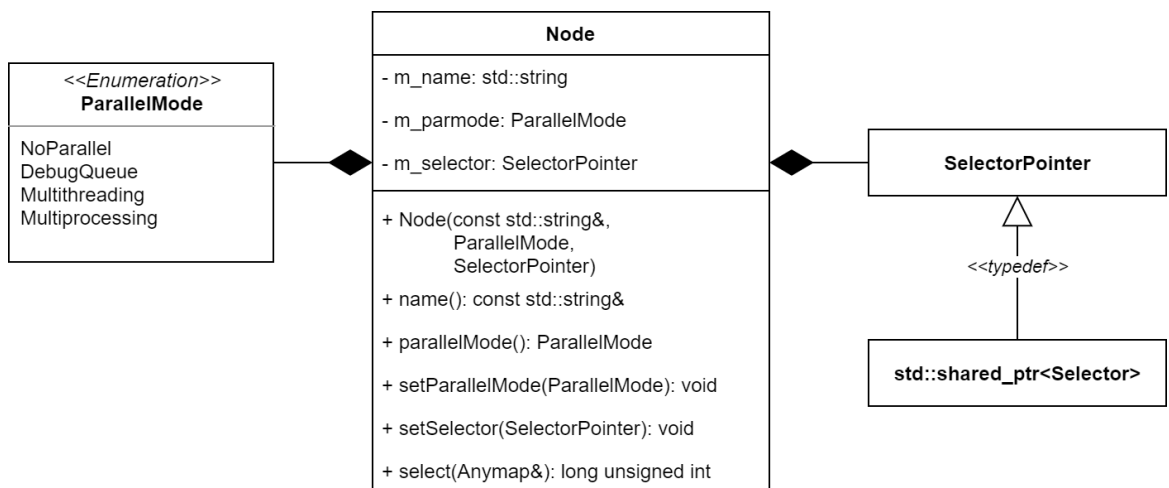 <<Enumeration>>
ParallelMode
NoParallel
DebugQueue
Multithreading
Multiprocessing
Node
- m_name: std::string
- m_parmode: ParallelMode
- m_selector: SelectorPointer
+ Node(const std::string&,
ParallelMode,
SelectorPointer)
+ name(): const std::string&
+ parallelMode(): ParallelMode
+ setParallelMode(ParallelMode): void
+ setSelector(SelectorPointer): void
+ select(Anymap&): long unsigned int
SelectorPointer
<<typedef>>
std::shared_ptr<Selector>